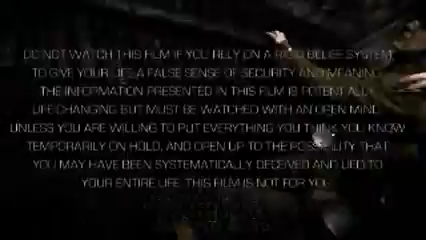 DO NOT WATCH THIS FILM IF YOU RELY ON A RIGID BELIEF SYSTEM
TO GIVE YOUR LIFE A FALSE SENSE OF SECURITY AND MEANING.
THE INFORMATION PRESENTED IN THIS FILM IS POTENTIALLY
LIFE CHANGING BUT MUST BE WATCHED WITH AN OPEN MIND.
UNLESS YOU ARE WILLING TO PUT EVERYTHING YOU THINK YOU KNOW
TEMPORARILY ON HOLD, AND OPEN UP TO THE POSSIBILITY THAT
YOU MAY HAVE BEEN SYSTEMATICALLY DECEIVED AND LIED TO
YOUR ENTIRE LIFE, THIS FILM IS NOT FOR YOU